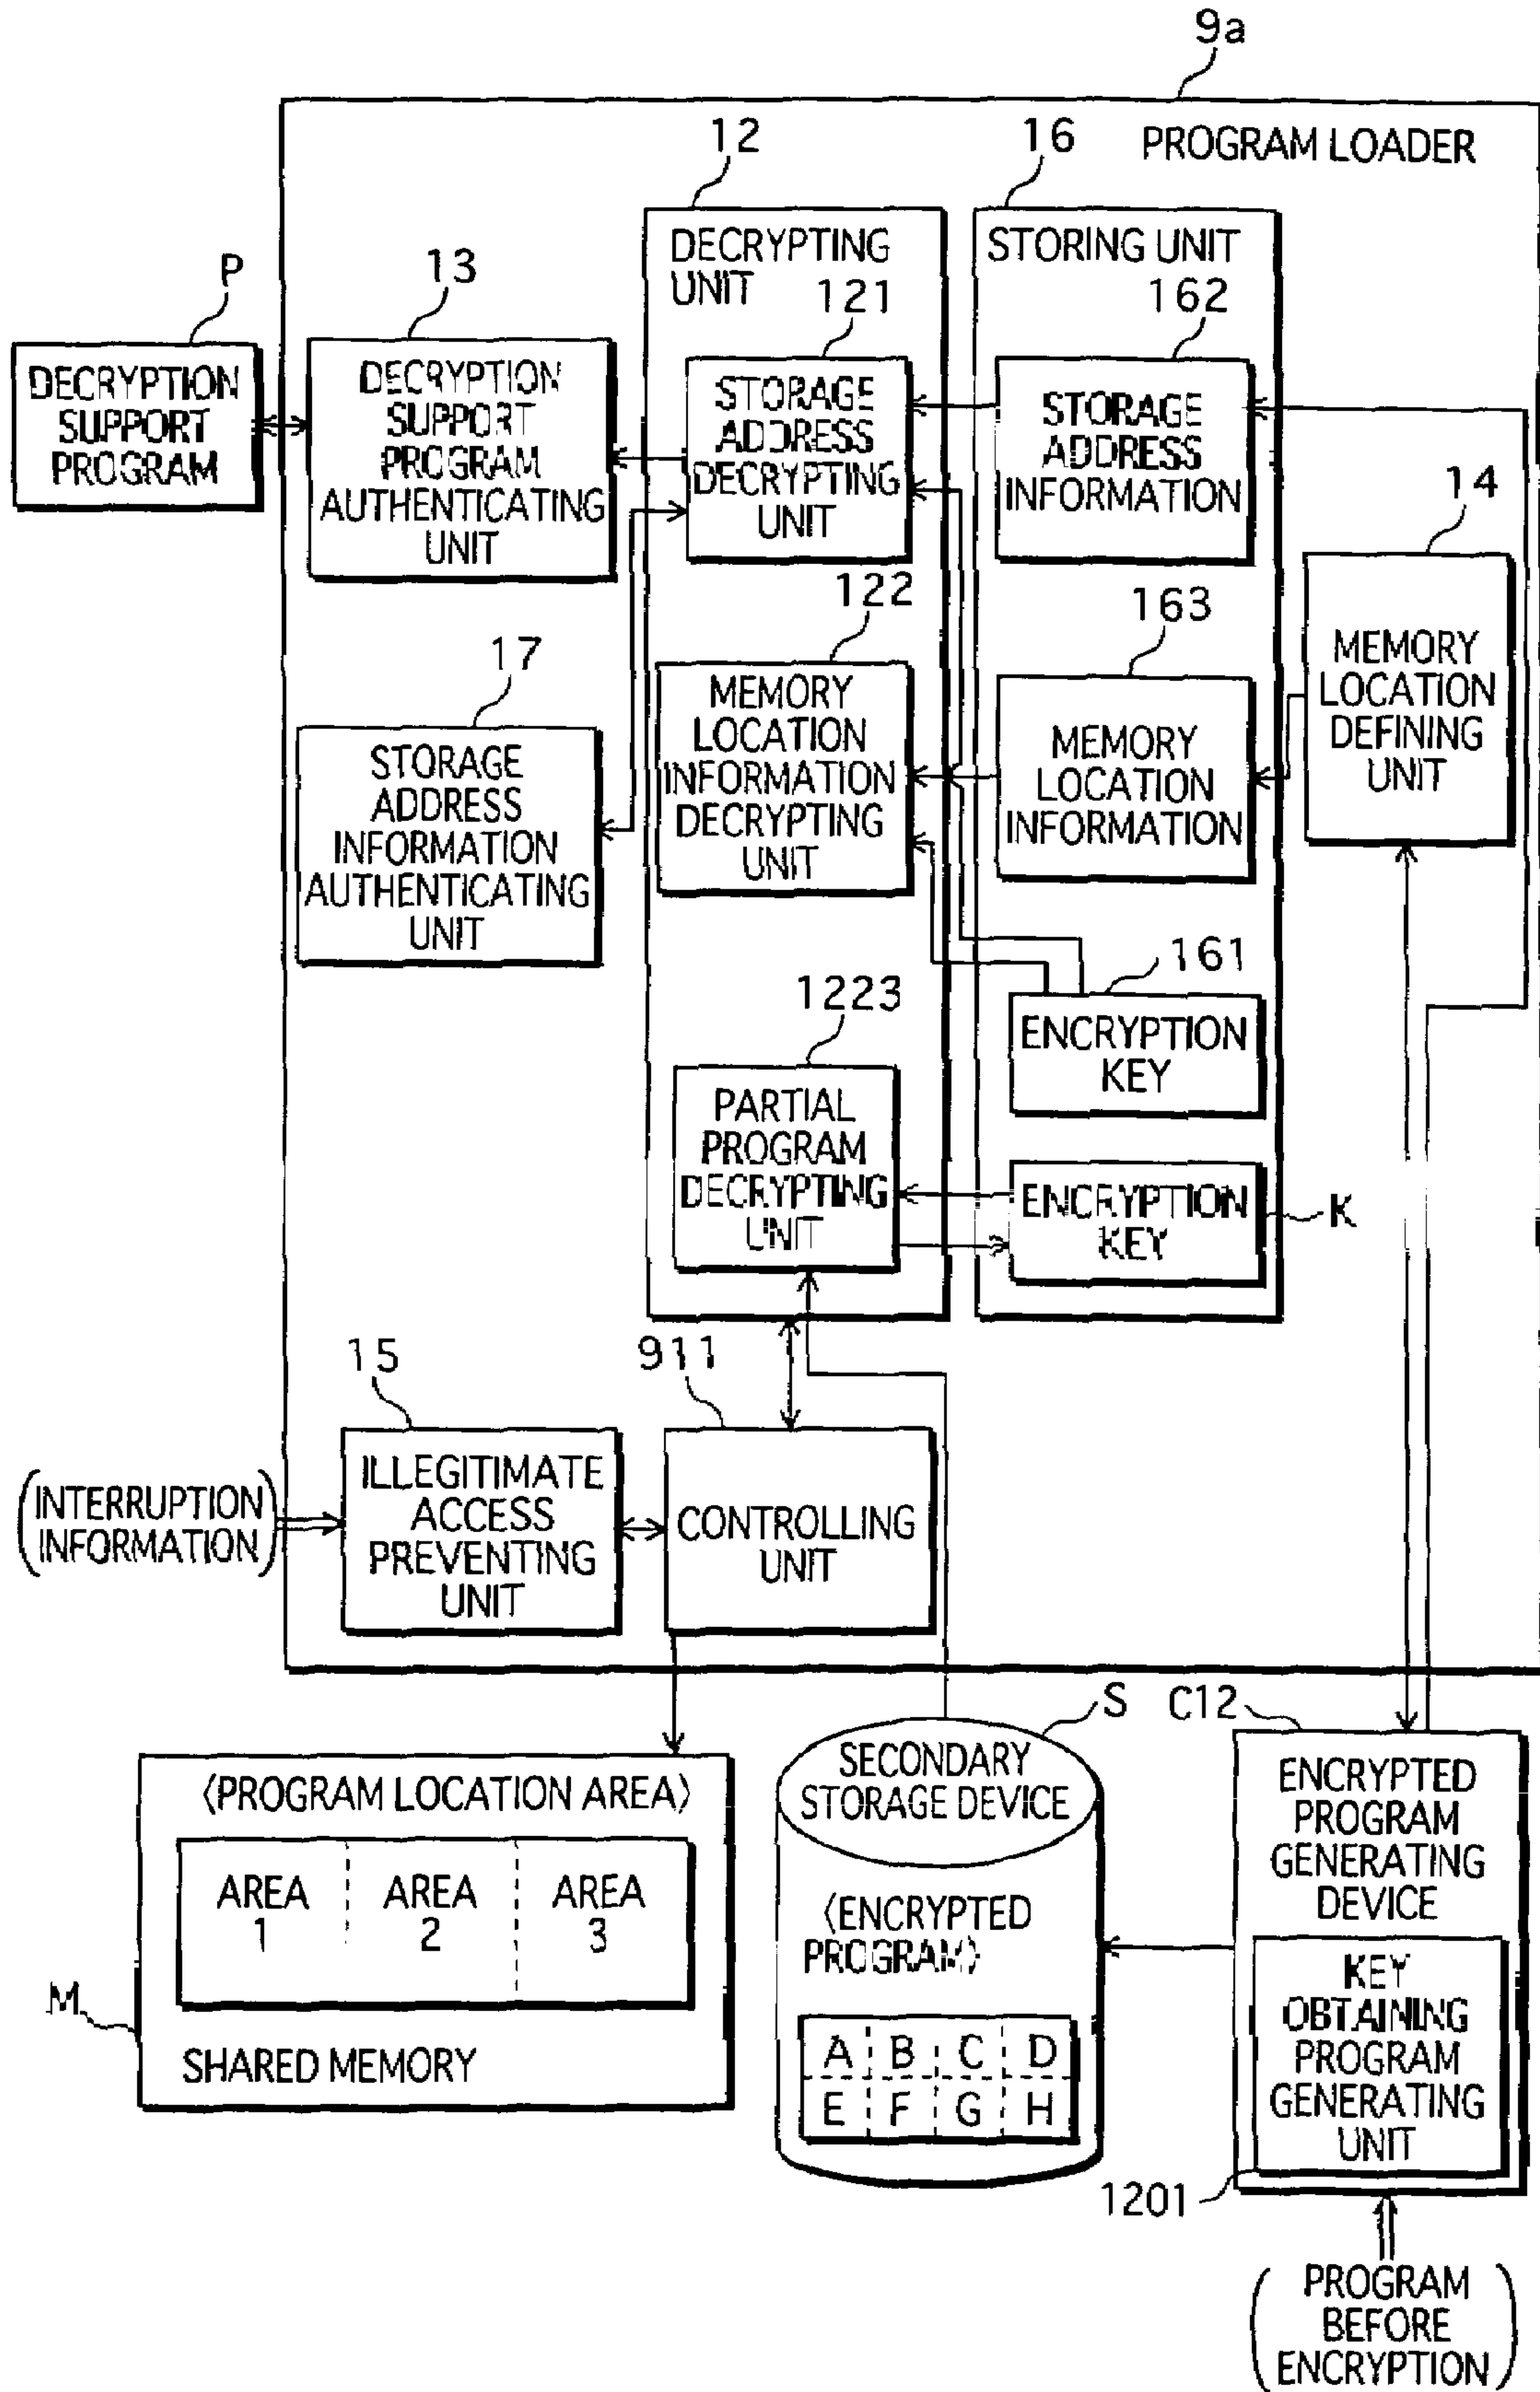 9a
PROGRAM LOADER
12
16
DECRYPTING
UNIT
STORING UNIT
P
13
121
162
DECRYPTION
SUPPORT
PROGRAM
DECRYPTION
SUPPORT
PROGRAM
AUTHENTICATING
UNIT
STORAGE
ADDRESS
DECRYPTING
UNIT
STORAGE
ADDRESS
INFORMATION
14
MEMORY
LOCATION
DEFINING
UNIT
17
122
163
STORAGE
ADDRESS
INFORMATION
AUTHENTICATING
UNIT
MEMORY
LOCATION
INFORMATION
DECRYPTING
UNIT
MEMORY
LOCATION
INFORMATION
161
ENCRYPTION
KEY
1223
PARTIAL
PROGRAM
DECRYPTING
UNIT
ENCRYPTION
KEY
K
15
911
(INTERRUPTION
INFORMATION)
ILLEGITIMATE
ACCESS
PREVENTING
UNIT
CONTROLLING
UNIT
S
C12
〈PROGRAM LOCATION AREA〉
AREA
1
AREA
2
AREA
3
M
SHARED MEMORY
SECONDARY
STORAGE DEVICE
〈ENCRYPTED
PROGRAM〉
A B C D
E F G H
ENCRYPTED
PROGRAM
GENERATING
DEVICE
KEY
OBTAINING
PROGRAM
GENERATING
UNIT
1201
(PROGRAM
BEFORE
ENCRYPTION)